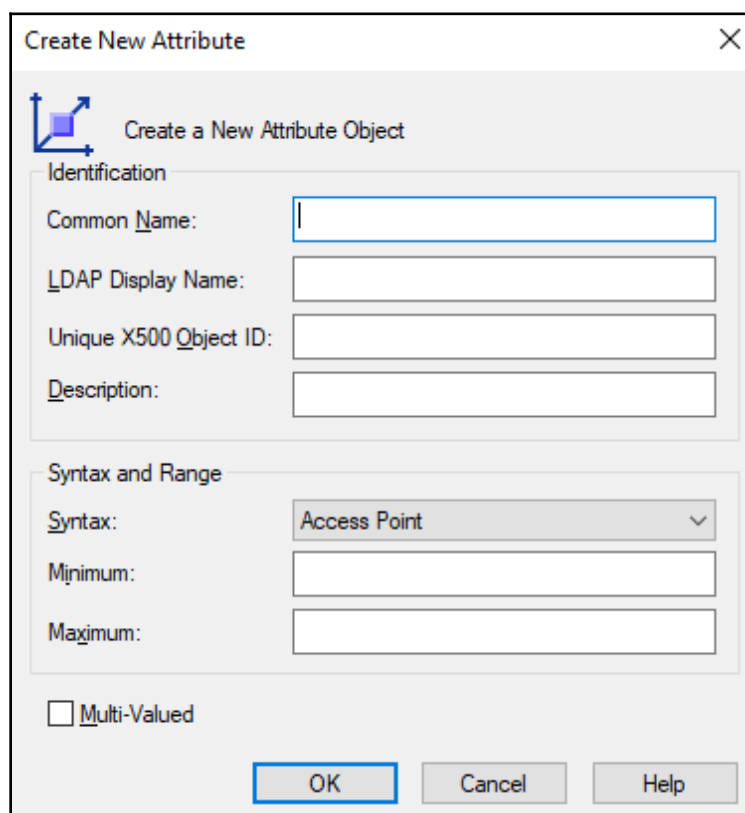 Create New Attribute
Create a New Attribute Object
Identification
Common Name:
LDAP Display Name:
Unique X500 Object ID:
Description:
Syntax and Range
Syntax: Access Point
Minimum:
Maximum:
Multi-Valued
OK Cancel Help